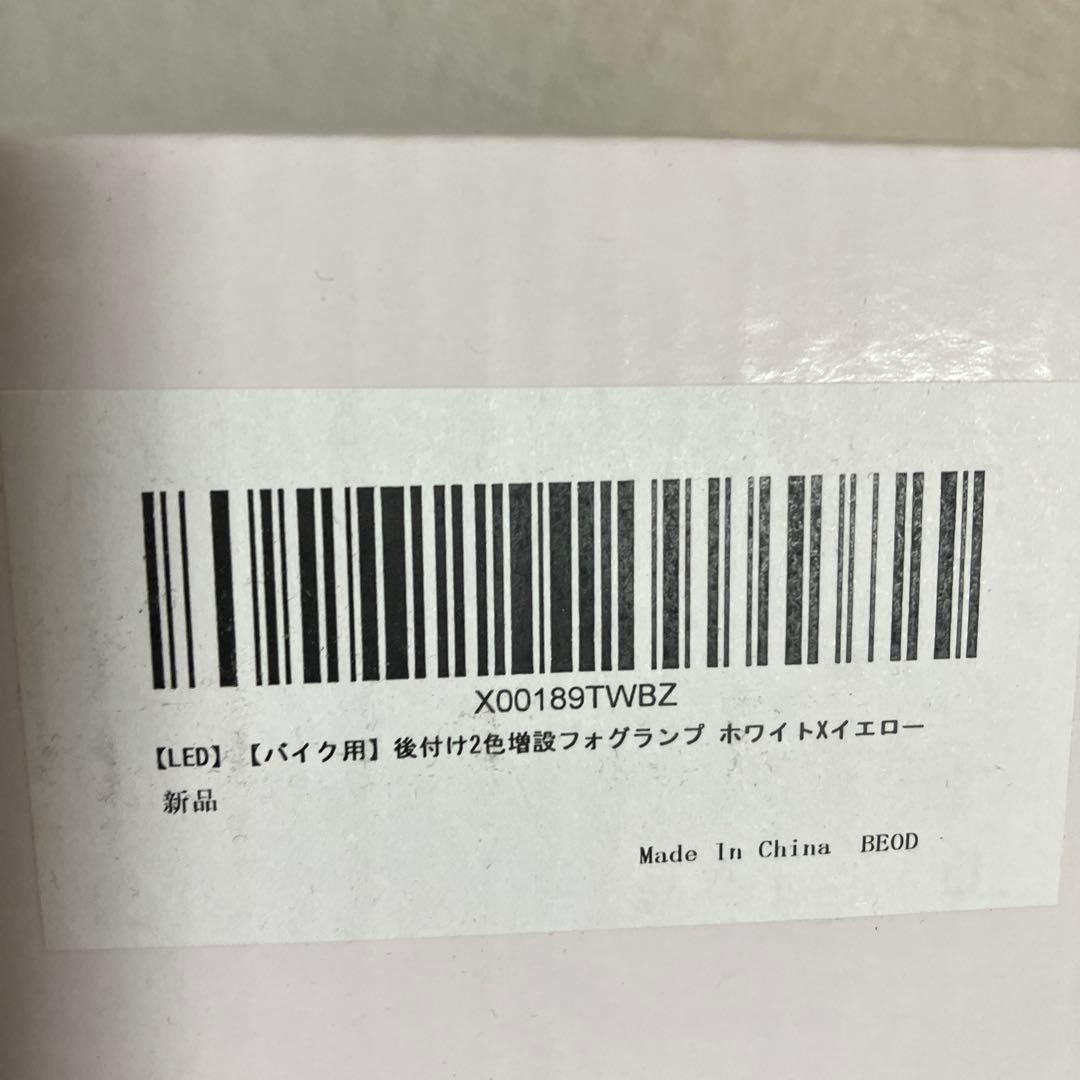 X00189TWBZ
【LED】【バイク用】後付け2色増設フォグランプ ホワイトXイエロー
新品
Made In China BEOD